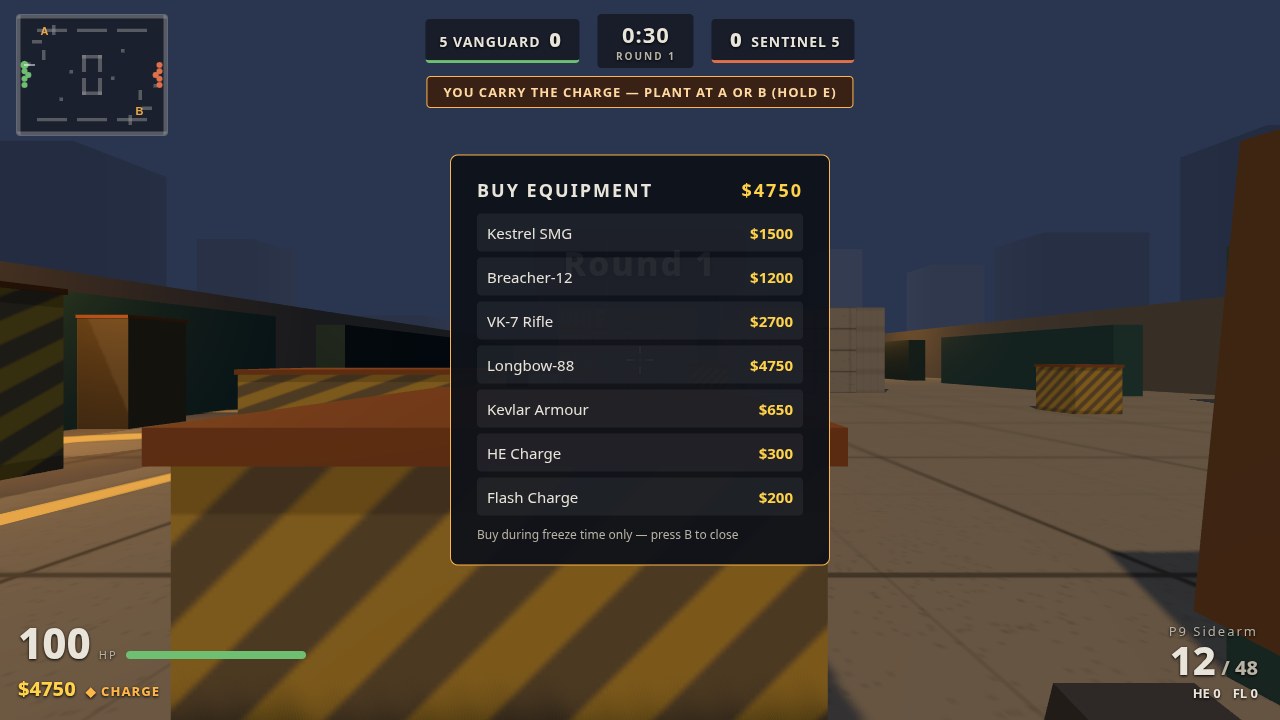 A
B
5 VANGUARD 0
0:30
ROUND 1
0 SENTINEL 5
YOU CARRY THE CHARGE — PLANT AT A OR B (HOLD E)
BUY EQUIPMENT $4750
Kestrel SMG $1500
Round 1
Breacher-12 $1200
VK-7 Rifle $2700
Longbow-88 $4750
Kevlar Armour $650
HE Charge $300
Flash Charge $200
Buy during freeze time only — press B to close
100 HP
$4750 ◆ CHARGE
P9 Sidearm
12 / 48
HE 0 FL 0